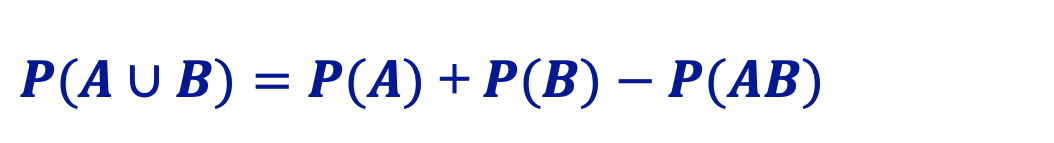 P(A ∪ B) = P(A) + P(B) − P(AB)